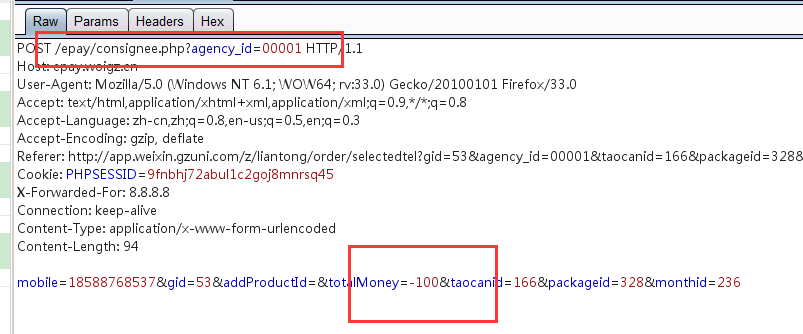 Raw Params Headers Hex
POST /epay/consignee.php?agency_id=00001 HTTP/1.1
Host: epay.woigz.cn
User-Agent: Mozilla/5.0 (Windows NT 6.1; WOW64; rv:33.0) Gecko/20100101 Firefox/33.0
Accept: text/html,application/xhtml+xml,application/xml;q=0.9,*/*;q=0.8
Accept-Language: zh-cn,zh;q=0.8,en-us;q=0.5,en;q=0.3
Accept-Encoding: gzip, deflate
Referer: http://app.weixin.gzuni.com/z/liantong/order/selectedtel?gid=53&agency_id=00001&taocanid=166&packageid=328&
Cookie: PHPSESSID=9fnbhj72abul1c2goj8mnrsq45
X-Forwarded-For: 8.8.8.8
Connection: keep-alive
Content-Type: application/x-www-form-urlencoded
Content-Length: 94
mobile=18588768537&gid=53&addProductId=&totalMoney=-100&taocanid=166&packageid=328&monthid=236